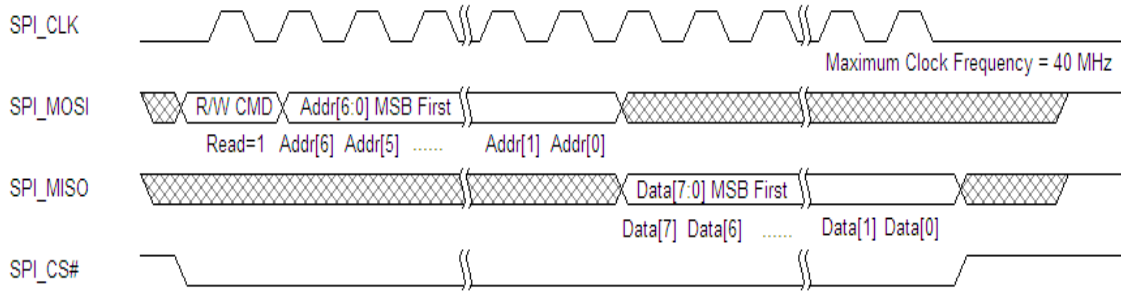 SPI_CLK
Maximum Clock Frequency = 40 MHz
SPI_MOSI R/W CMD Addr[6:0] MSB First
Read=1 Addr[6] Addr[5] ...... Addr[1] Addr[0]
SPI_MISO Data[7:0] MSB First
Data[7] Data[6] ...... Data[1] Data[0]
SPI_CS#